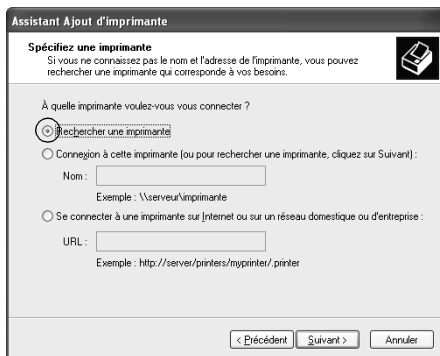 Assistant Ajout d'imprimante
Spécifiez une imprimante
Si vous ne connaissez pas le nom et l'adresse de l'imprimante, vous pouvez
rechercher une imprimante qui corresponde à vos besoins.
À quelle imprimante voulez-vous vous connecter ?
Rechercher une imprimante
Connexion à cette imprimante (ou pour rechercher une imprimante, cliquez sur Suivant) :
Nom :
Exemple : \\serveur\imprimante
Se connecter à une imprimante sur Internet ou sur un réseau domestique ou d'entreprise :
URL :
Exemple : http://server/printers/myprinter/.printer
< Précédent Suivant > Annuler